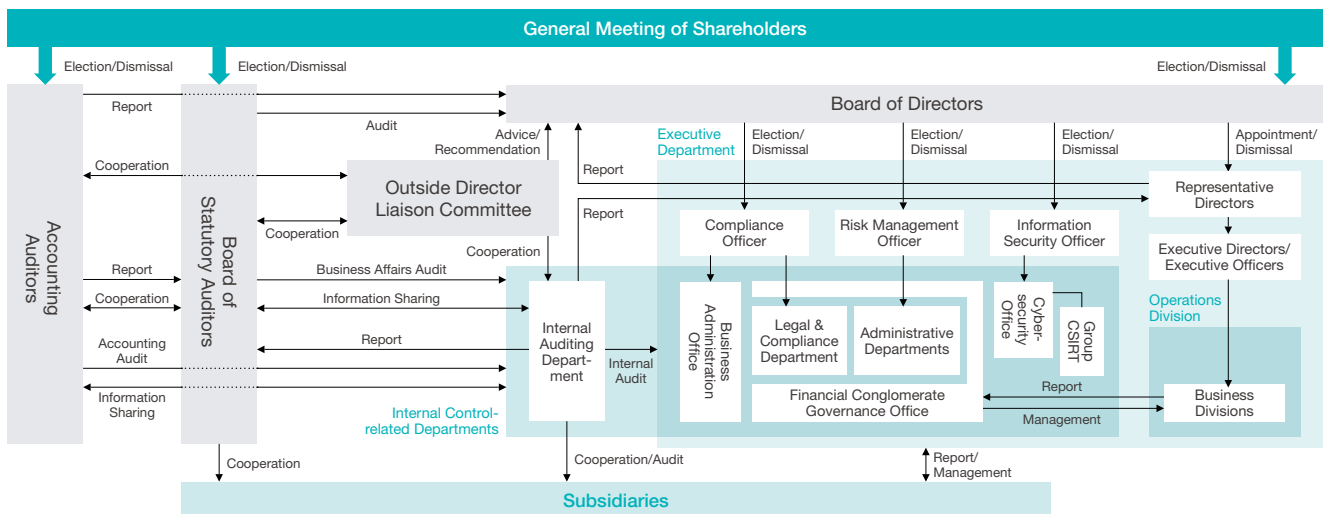 General Meeting of Shareholders
Election/Dismissal
Election/Dismissal
Election/Dismissal
Accounting
Auditors
Board of
Statutory Auditors
Board of Directors
Report
Audit
Advice/
Recommendation
Executive
Department
Election/
Dismissal
Election/
Dismissal
Election/
Dismissal
Appointment/
Dismissal
Cooperation
Outside Director
Liaison Committee
Report
Representative
Directors
Cooperation
Report
Compliance
Officer
Risk Management
Officer
Information
Security Officer
Executive Directors/
Executive Officers
Cooperation
Report
Business Affairs Audit
Cooperation
Information Sharing
Internal
Auditing
Depart-
ment
Business
Administration
Office
Legal &
Compliance
Department
Administrative
Departments
Cyber-
security
Office
Group
CSIRT
Operations
Division
Accounting
Audit
Report
Internal
Audit
Information
Sharing
Internal Control-
related Departments
Financial Conglomerate
Governance Office
Report
Management
Business
Divisions
Cooperation
Cooperation/Audit
Report/
Management
Subsidiaries